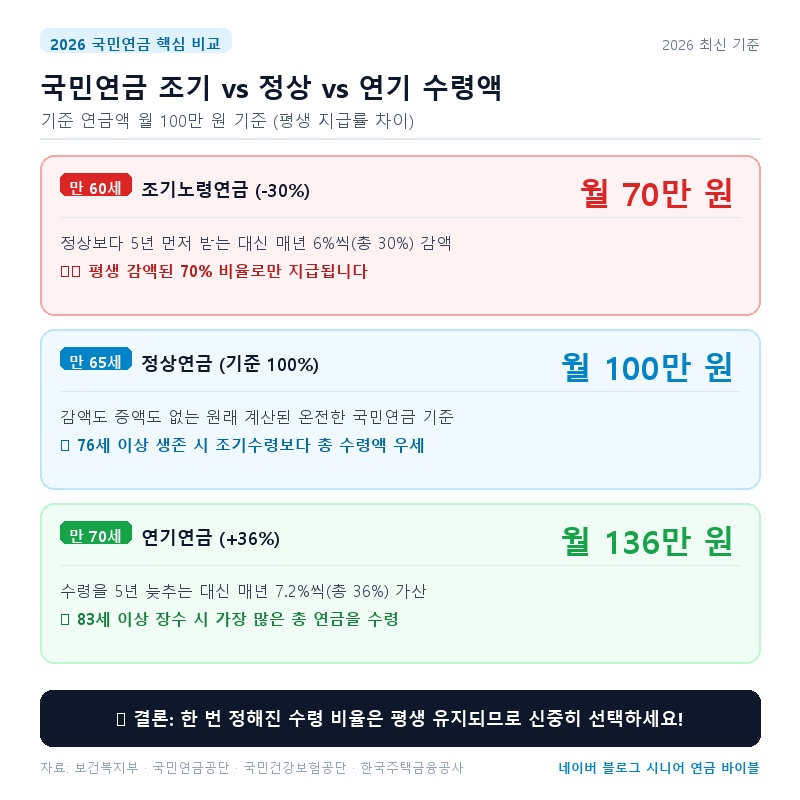 2026 국민연금 핵심 비교
2026 최신 기준
국민연금 조기 vs 정상 vs 연기 수령액
기준 연금액 월 100만 원 기준 (평생 지급률 차이)
만 60세 조기노령연금 (-30%) 월 70만 원
정상보다 5년 먼저 받는 대신 매년 6%씩(총 30%) 감액
평생 감액된 70% 비율로만 지급됩니다
만 65세 정상연금 (기준 100%) 월 100만 원
감액도 증액도 없는 원래 계산된 온전한 국민연금 기준
76세 이상 생존 시 조기수령보다 총 수령액 우세
만 70세 연기연금 (+36%) 월 136만 원
수령을 5년 늦추는 대신 매년 7.2%씩(총 36%) 가산
83세 이상 장수 시 가장 많은 총 연금을 수령
결론: 한 번 정해진 수령 비율은 평생 유지되므로 신중히 선택하세요!
자료: 보건복지부 · 국민연금공단 · 국민건강보험공단 · 한국주택금융공사
네이버 블로그 시니어 연금 바이블